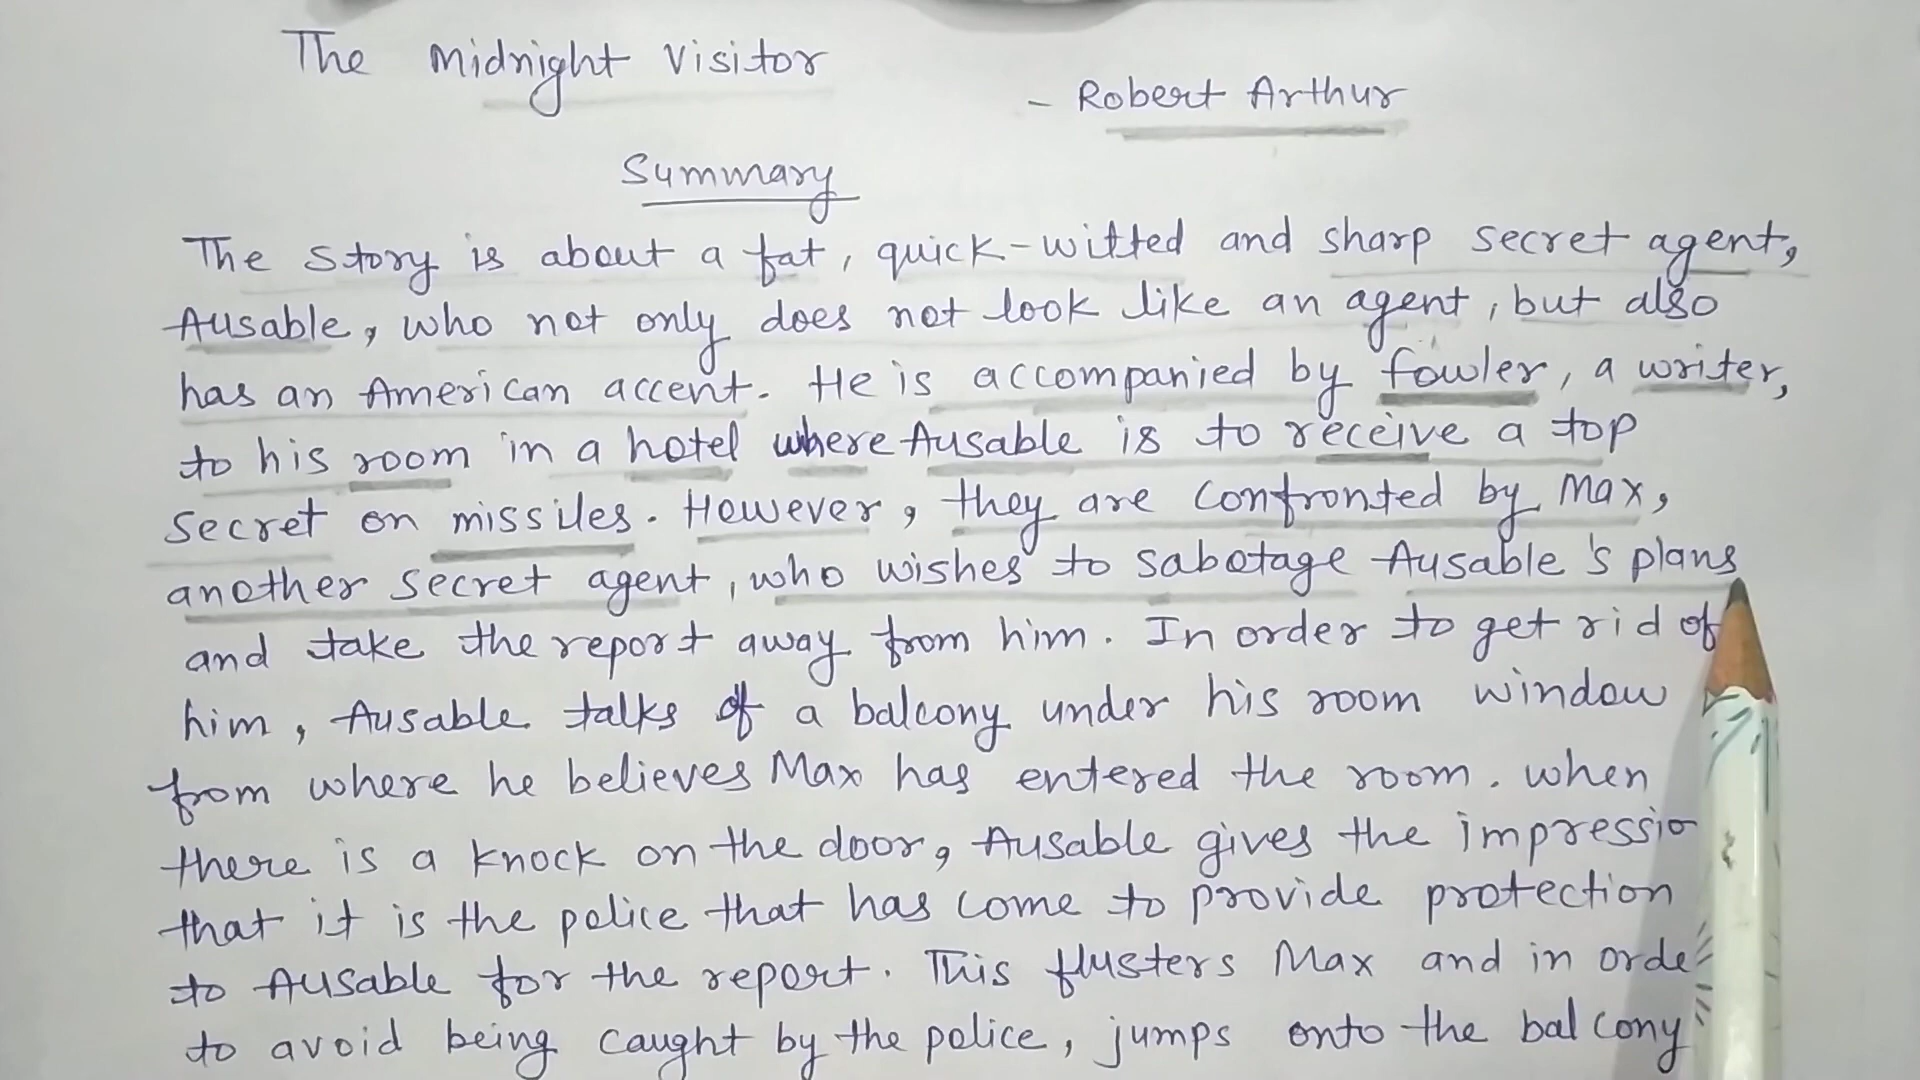 The Midnight Visitor
- Robert Arthur
Summary
The story is about a fat, quick-witted and sharp secret agent,
Ausable, who not only does not look like an agent, but also
has an American accent. He is accompanied by fowler, a writer,
to his room in a hotel where Ausable is to receive a top
secret on missiles. However, they are confronted by Max,
another secret agent, who wishes to sabotage Ausable's plans
and take the report away from him. In order to get rid of
him, Ausable talks of a balcony under his room window
from where he believes Max has entered the room. when
there is a knock on the door, Ausable gives the impressio
that it is the police that has come to provide protection
to Ausable for the report. This flusters Max and in orde
to avoid being caught by the police, jumps onto the balcony